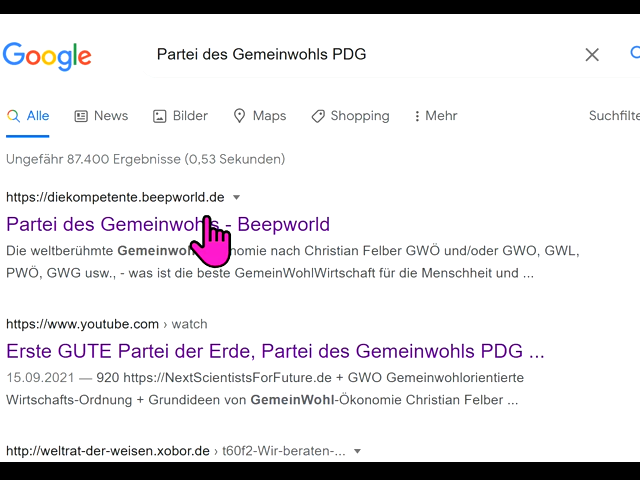 Google
Partei des Gemeinwohls PDG
Alle News Bilder Maps Shopping Mehr Suchfilte
Ungefähr 87.400 Ergebnisse (0,53 Sekunden)
https://diekompetente.beepworld.de
Partei des Gemeinwohls - Beepworld
Die weltberühmte nach Christian Felber GWÖ und/oder GWO, GWL,
PWÖ, GWG usw., - was ist die beste GemeinWohlWirtschaft für die Menschheit und ...
https://www.youtube.com › watch
Erste GUTE Partei der Erde, Partei des Gemeinwohls PDG ...
15.09.2021 — 920 https://NextScientistsForFuture.de + GWO Gemeinwohlorientierte
Wirtschafts-Ordnung + Grundideen von GemeinWohl-Ökonomie Christian Felber ...
http://weltrat-der-weisen.xobor.de › t60f2-Wir-beraten-...